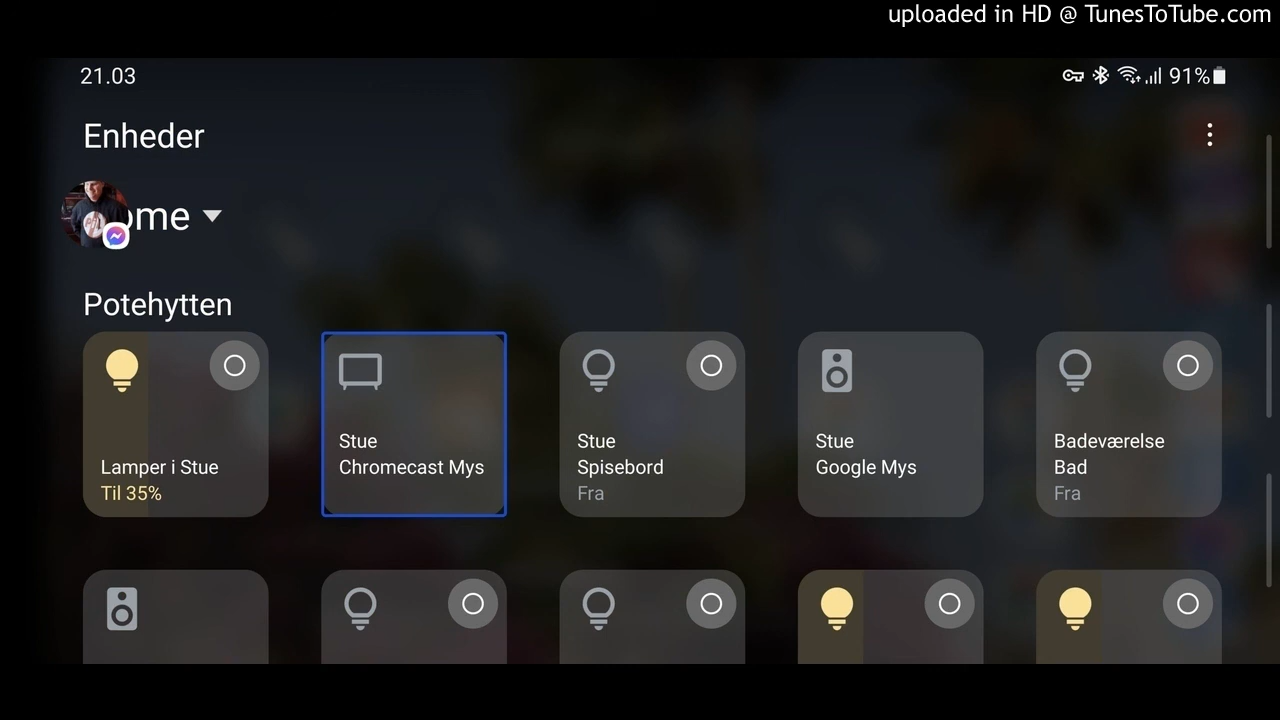 uploaded in HD @ TunesToTube.com
21.03
91%
Enheder
ome
Potehytten
Lamper i Stue
Til 35%
Stue
Chromecast Mys
Stue
Spisebord
Fra
Stue
Google Mys
Badeværelse
Bad
Fra